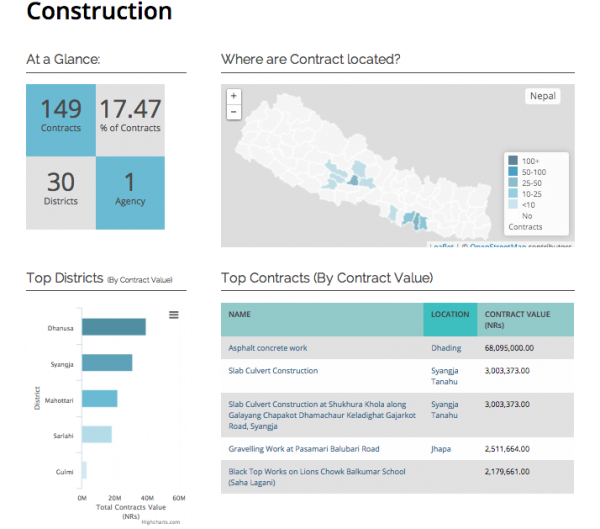 Construction
At a Glance:
149
Contracts
17.47
% of Contracts
30
Districts
1
Agency
Where are Contract located?
+
−
Nepal
100+
50-100
25-50
10-25
<10
No
Contracts
Leaflet | © OpenStreetMap contributors
Top Districts (By Contract Value)
Dhanusa
Syangja
Mahottari
Sarlahi
Gulmi
District
0M 20M 40M 60M
Total Contracts Value
(NRs)
Highcharts.com
Top Contracts (By Contract Value)
NAME LOCATION CONTRACT VALUE
(NRs)
Asphalt concrete work Dhading 68,095,000.00
Slab Culvert Construction Syangja 3,003,373.00
Tanahu
Slab Culvert Construction at Shukhura Khola along Syangja 3,003,373.00
Galayang Chapakot Dhamachaur Keladighat Gajarkot Tanahu
Road, Syangja
Gravelling Work at Pasamari Balubari Road Jhapa 2,511,664.00
Black Top Works on Lions Chowk Balkumar School 2,179,661.00
(Saha Lagani)